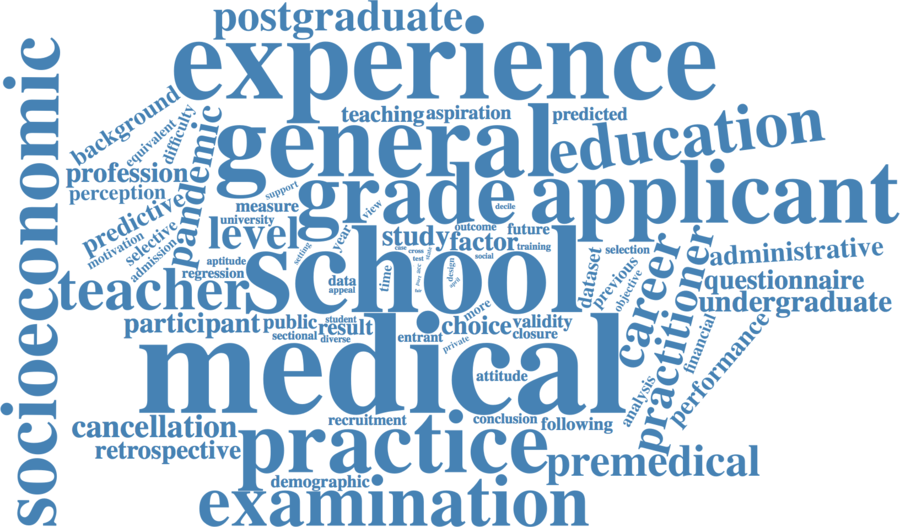 postgraduate
experience
socioeconomic
background
equivalent
difficulty
pandemic
teaching
aspiration
predicted
general
education
profession
perception
support
grade
applicant
decile
predictive
measure
view
motivation
selective
admission
university
level
year
study
factor
outcome
future
training
aptitude
regression
setting
case
cross
test
state
social
school
design
time
data
appeal
dataset
selection
previous
objective
career
practitioner
administrative
questionnaire
undergraduate
teacher
participant
public
student
result
sectional
diverse
more
choice
validity
closure
entrant
private
financial
performance
medical
attitude
analysis
cancellation
recruitment
conclusion
following
retrospective
practice
premedical
demographic
examination